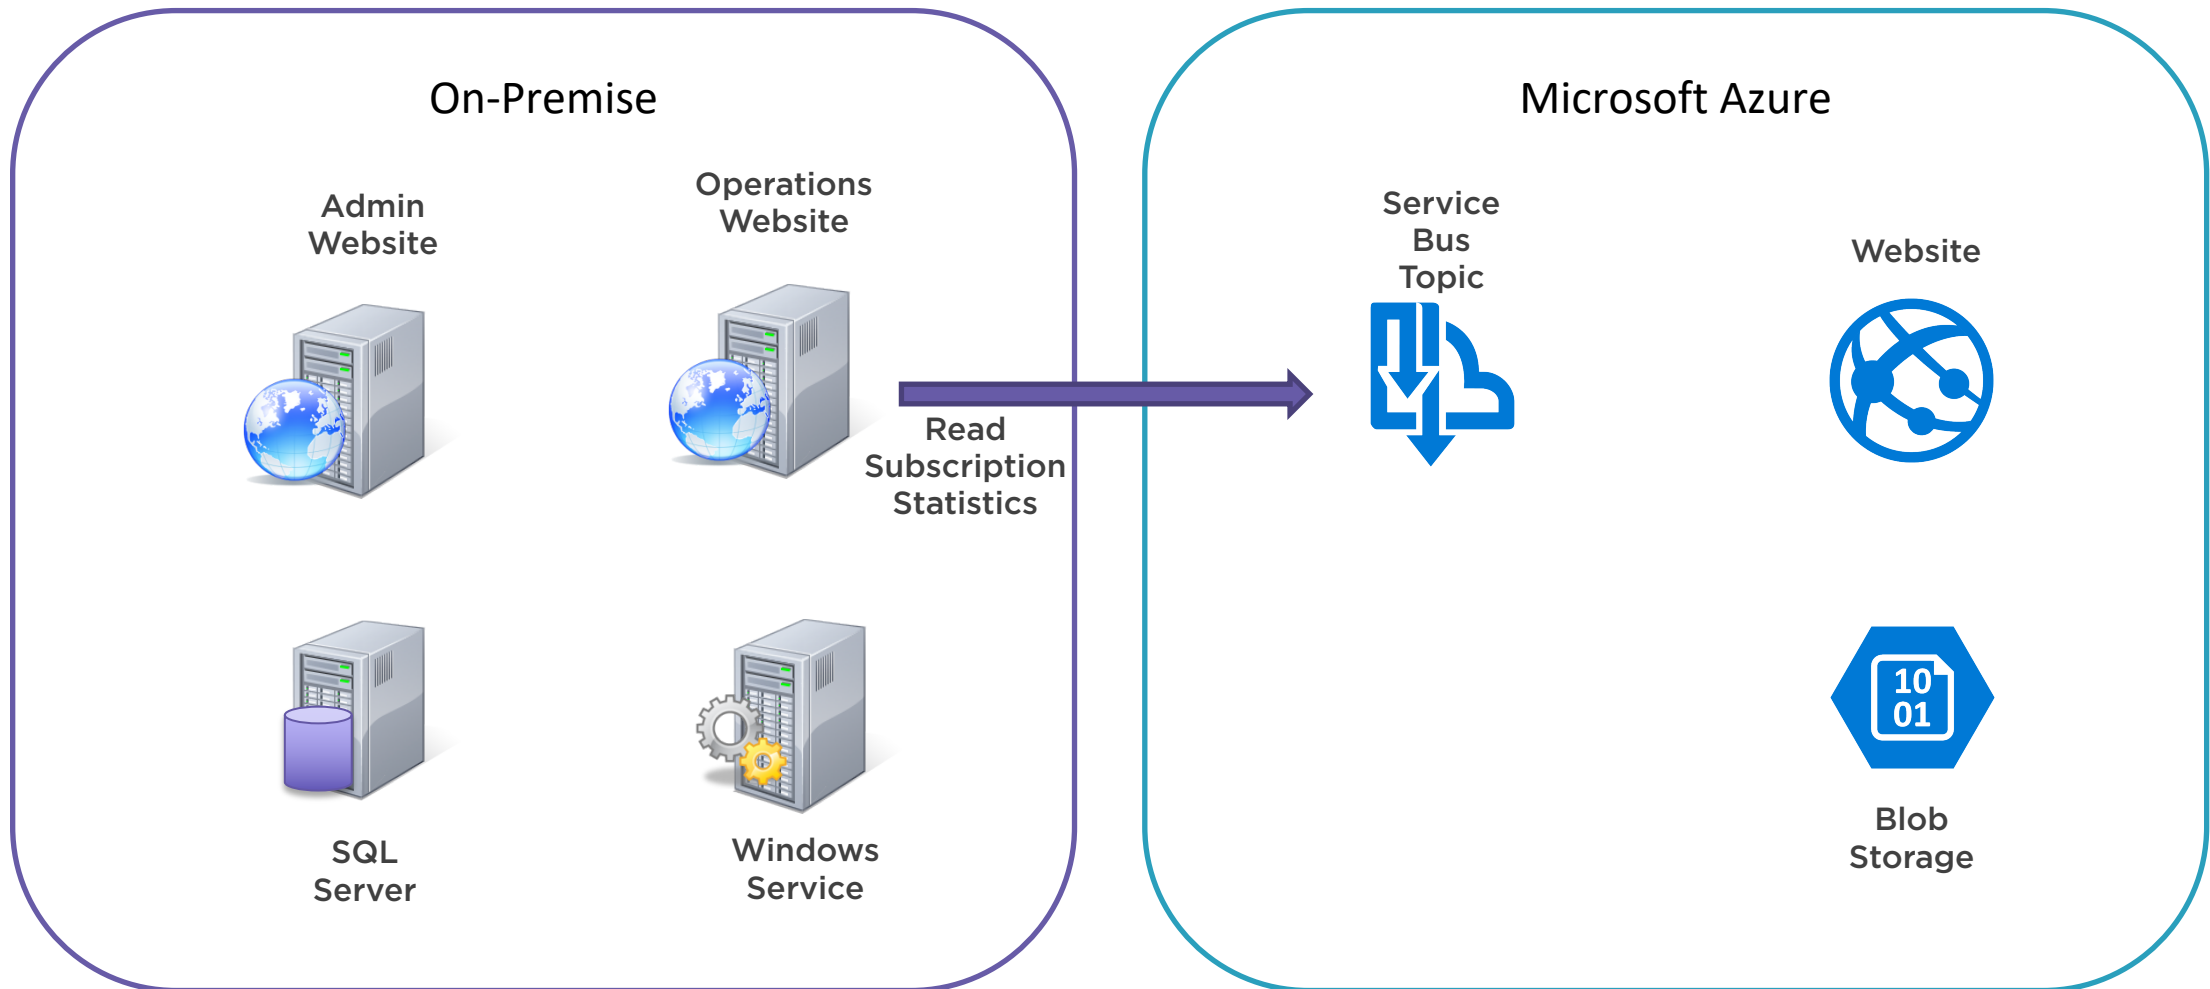 On-Premise
Admin
Website
Operations
Website
Read
Subscription
Statistics
SQL
Server
Windows
Service
Microsoft Azure
Service
Bus
Topic
Website
10
01
Blob
Storage